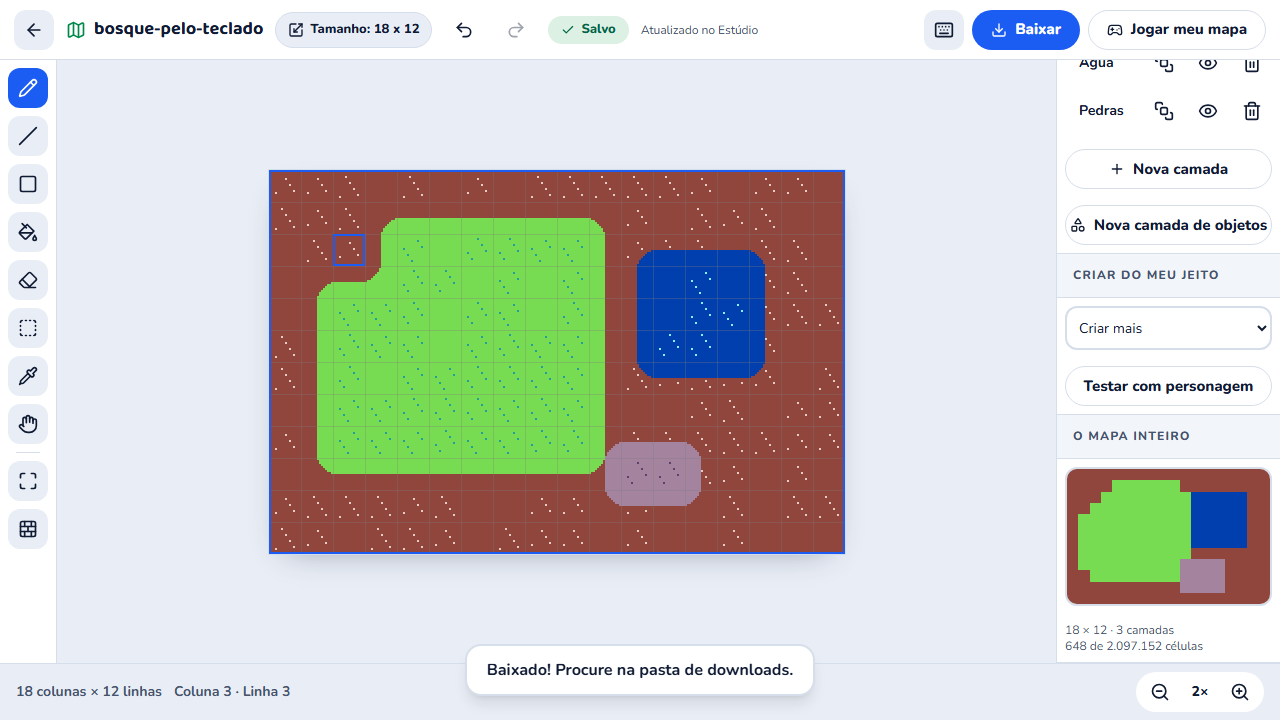 bosque-pelo-teclado
Tamanho: 18 x 12
Salvo
Atualizado no Estúdio
Baixar
Jogar meu mapa
Água
Pedras
Nova camada
Nova camada de objetos
CRIAR DO MEU JEITO
Criar mais
Testar com personagem
O MAPA INTEIRO
18 × 12 · 3 camadas
648 de 2.097.152 células
Baixado! Procure na pasta de downloads.
18 colunas × 12 linhas
Coluna 3 · Linha 3
2×